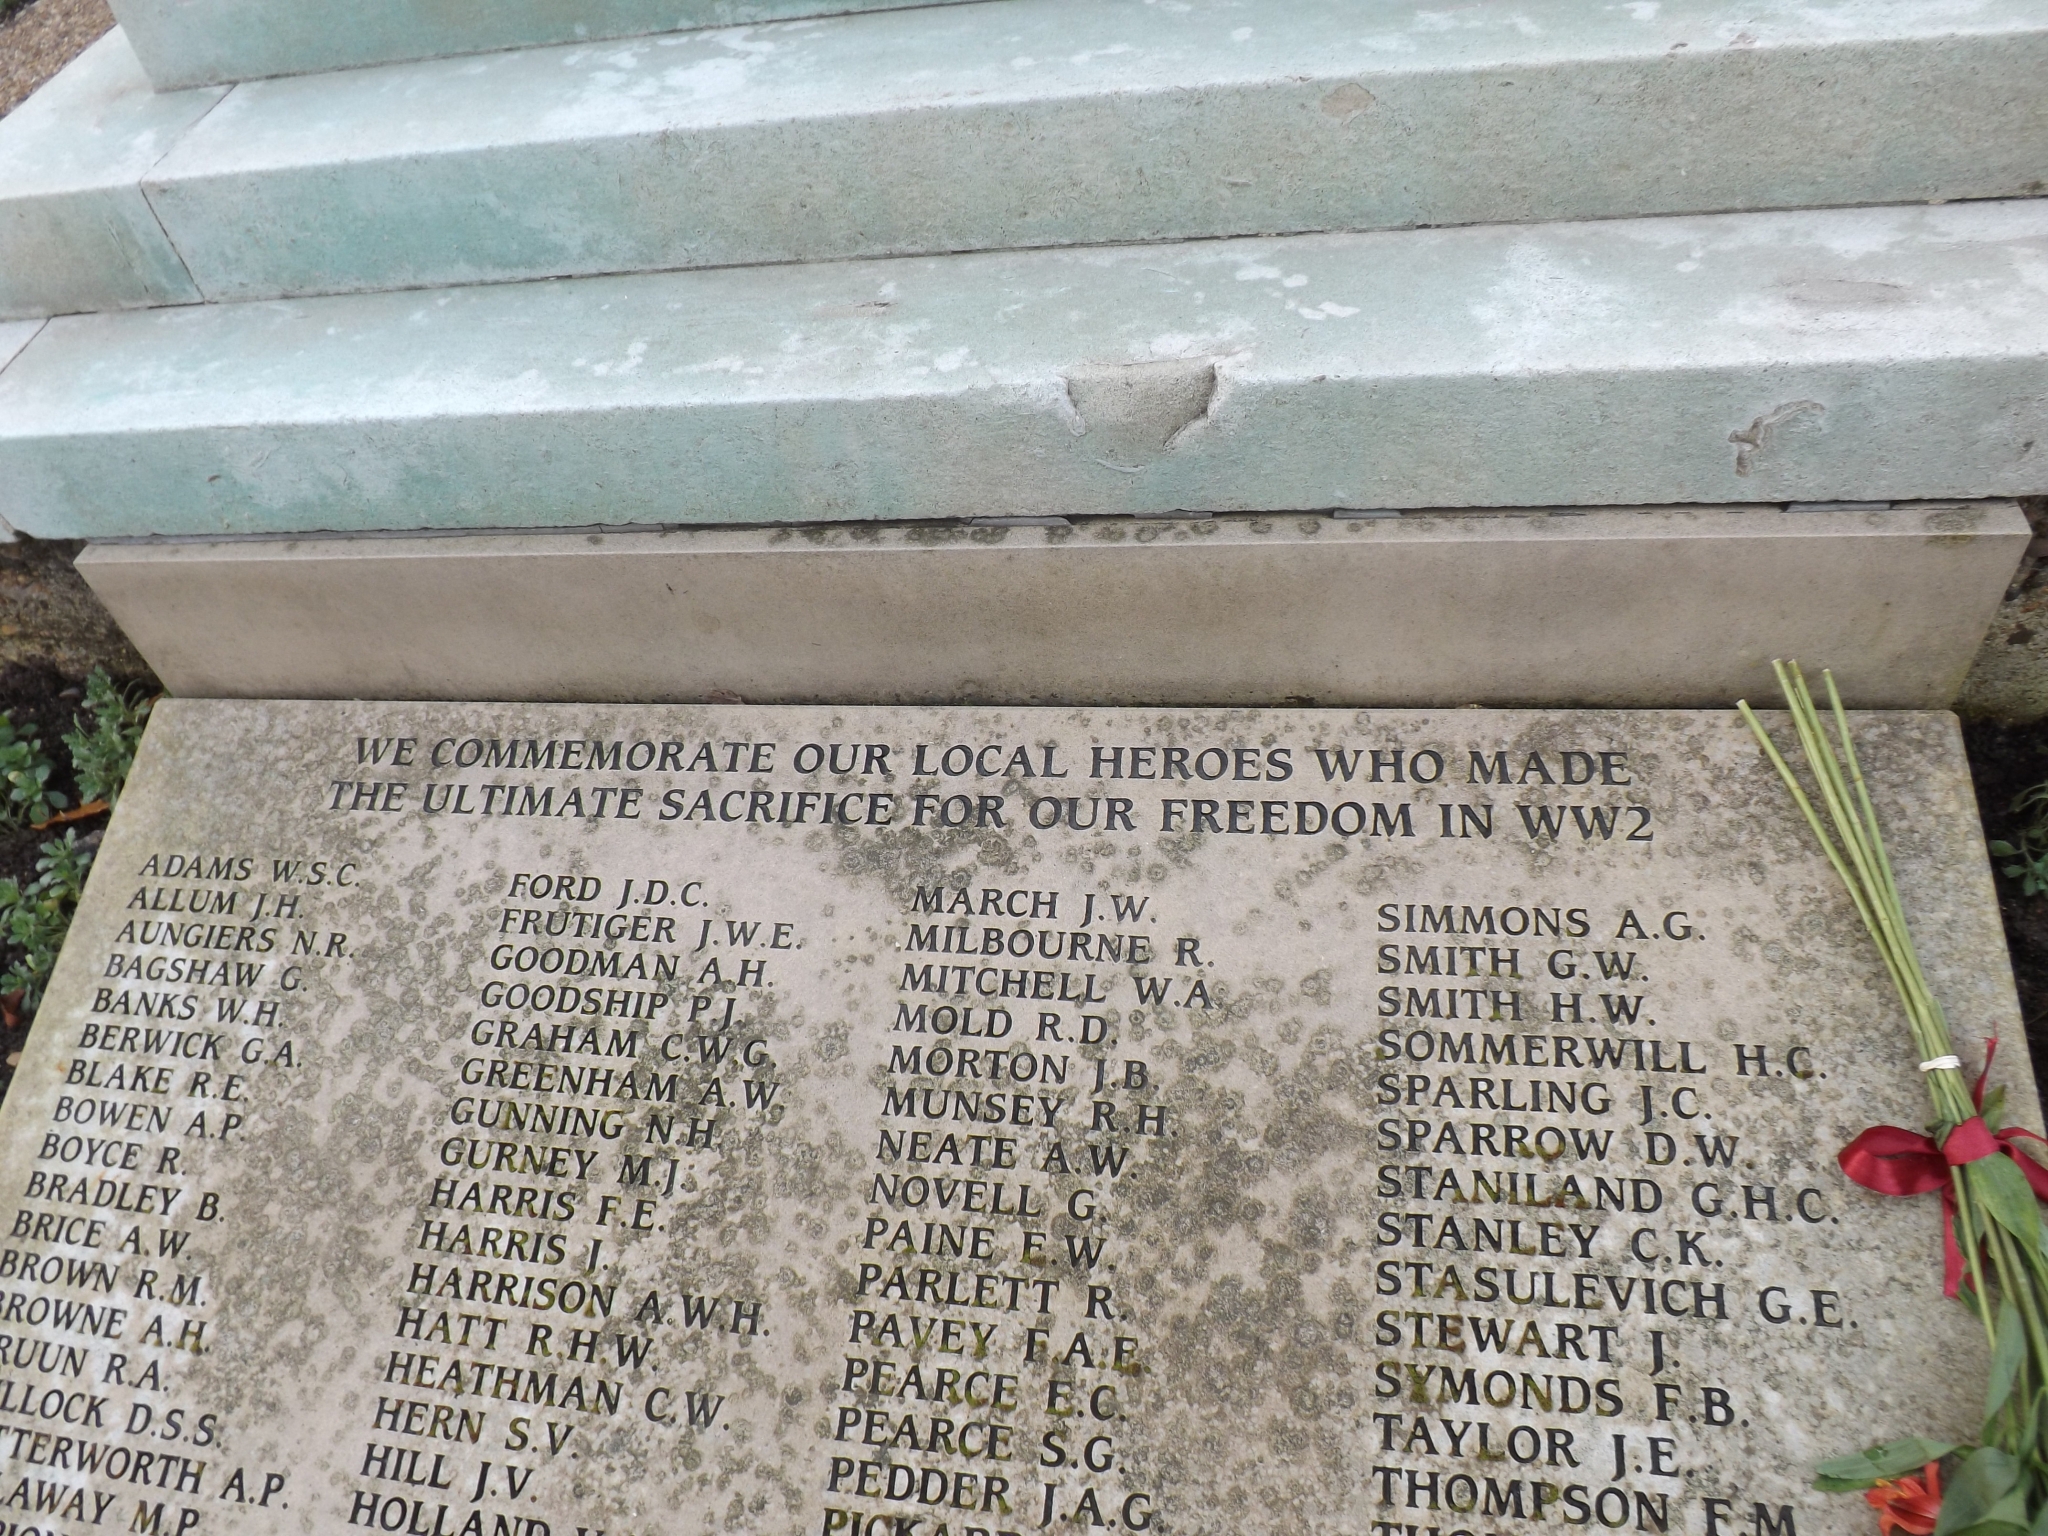 WE COMMEMORATE OUR LOCAL HEROES WHO MADE
THE ULTIMATE SACRIFICE FOR OUR FREEDOM IN WW2
ADAMS W.S.C.
ALLUM J.H.
AUNGIERS N.R.
BAGSHAW G.
BANKS W.H.
BERWICK G.A.
BLAKE R.E.
BOWEN A.P.
BOYCE R.
BRADLEY B.
BRICE A.W.
BROWN R.M.
BROWNE A.H.
R.A.
D.S.S.
A.P.
M.P.
FORD J.D.C.
FRUTIGER J.W.E.
GOODMAN A.H.
GOODSHIP P.J.
GRAHAM C.W.G.
GREENHAM A.W.
GUNNING N.H.
GURNEY M.J.
HARRIS F.E.
HARRIS J.
HARRISON A.W.H.
HATT R.H.W.
HEATHMAN C.W.
HERN S.V.
HILL J.V.
HOLLAND
MARCH J.W.
MILBOURNE R.
MITCHELL W.A.
MOLD R.D.
MORTON J.B.
MUNSEY R.H.
NEATE A.W.
NOVELL G.
PAINE E.W.
PARLETT R.
PAVEY F.A.E.
PEARCE E.C.
PEARCE S.G.
PEDDER J.A.G.
SIMMONS A.G.
SMITH G.W.
SMITH H.W.
SOMMERWILL H.C.
SPARLING J.C.
SPARROW D.W.
STANILAND G.H.C.
STANLEY C.K.
STASULEVICH G.E.
STEWART J.
SYMONDS F.B.
TAYLOR J.E.
THOMPSON F.M.